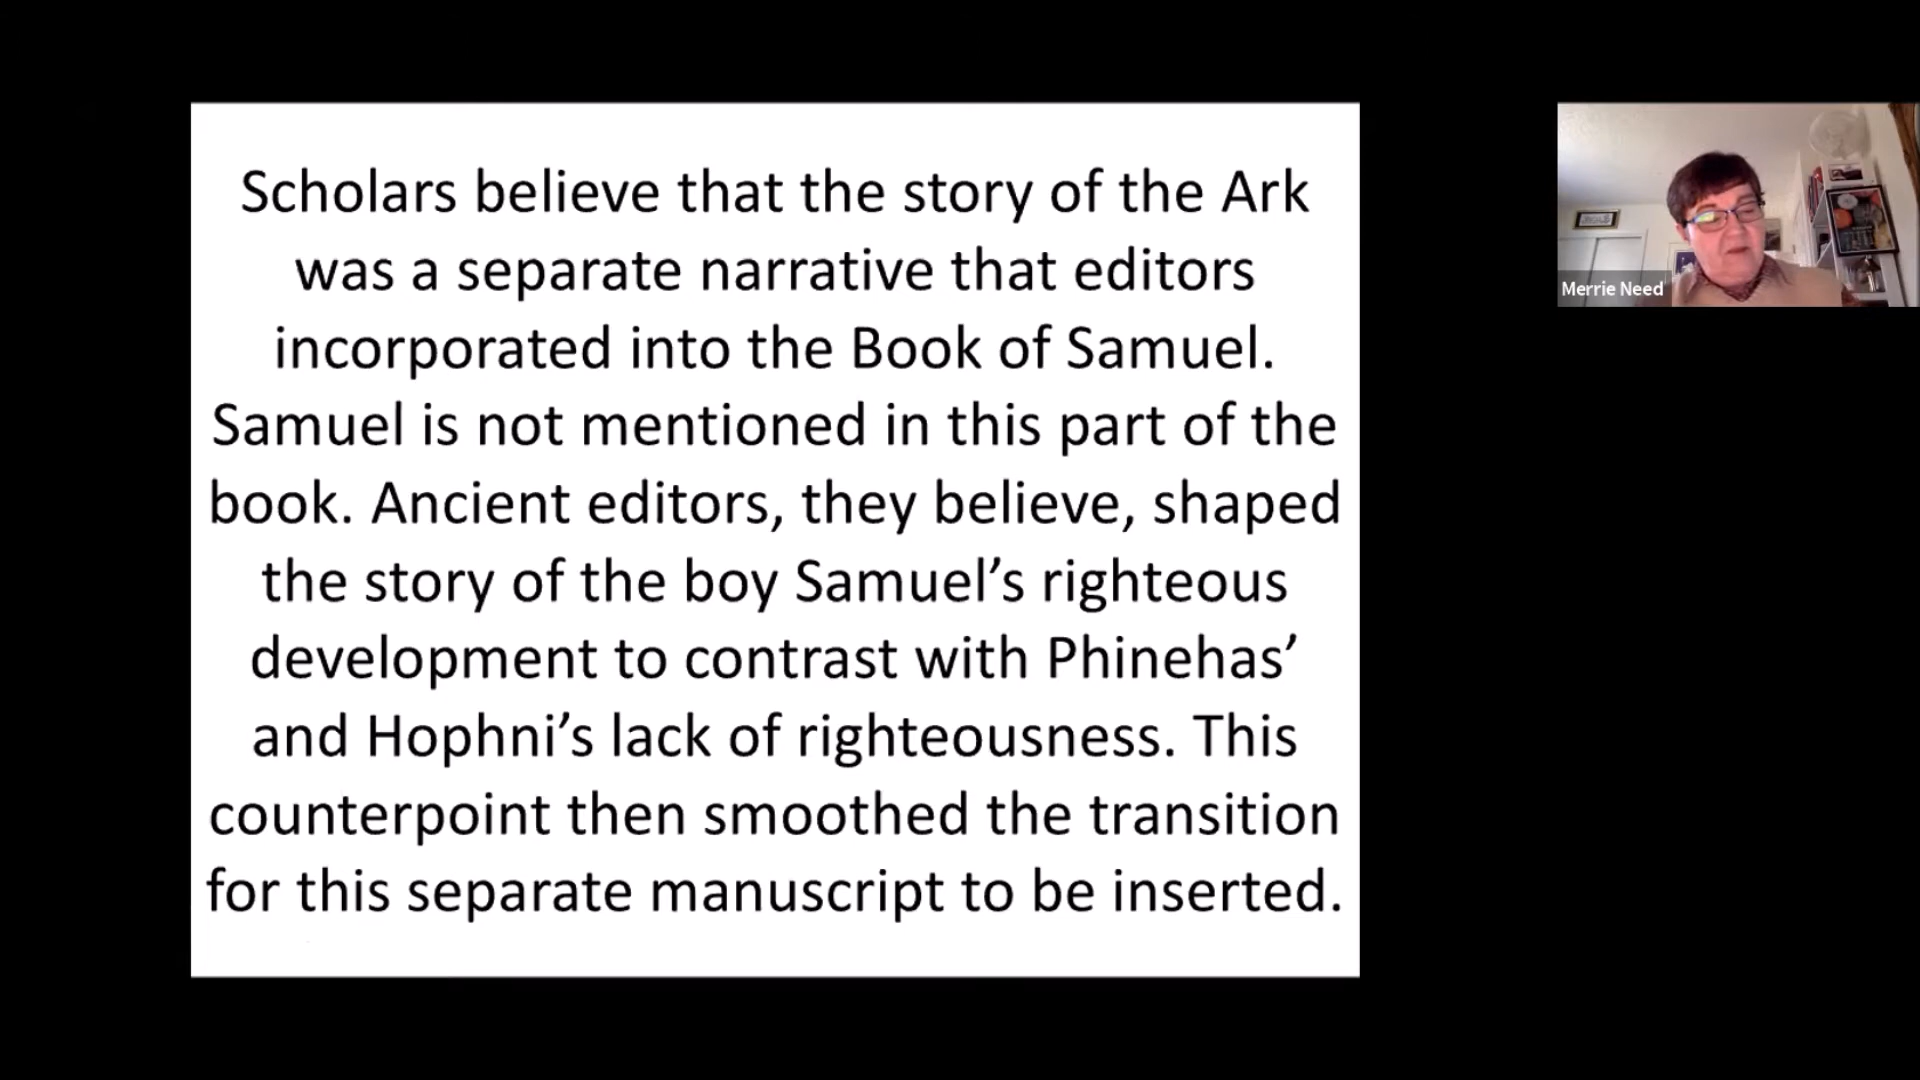 Scholars believe that the story of the Ark
was a separate narrative that editors
incorporated into the Book of Samuel.
Samuel is not mentioned in this part of the
book. Ancient editors, they believe, shaped
the story of the boy Samuel’s righteous
development to contrast with Phinehas’
and Hophni’s lack of righteousness. This
counterpoint then smoothed the transition
for this separate manuscript to be inserted.
Merrie Need